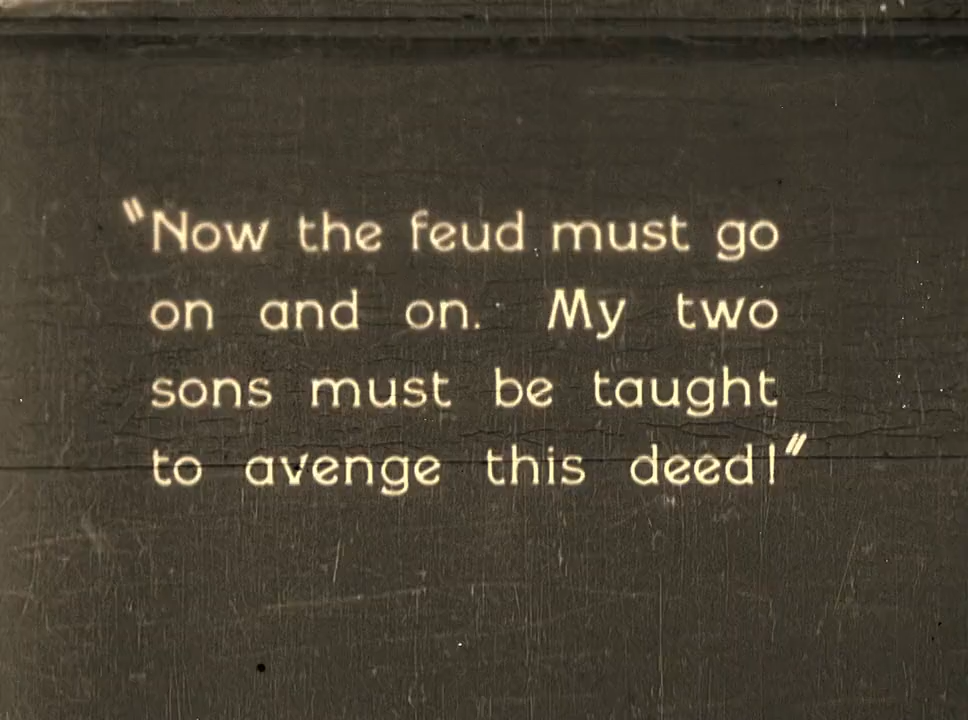 "Now the feud must go
on and on. My two
sons must be taught
to avenge this deed!"